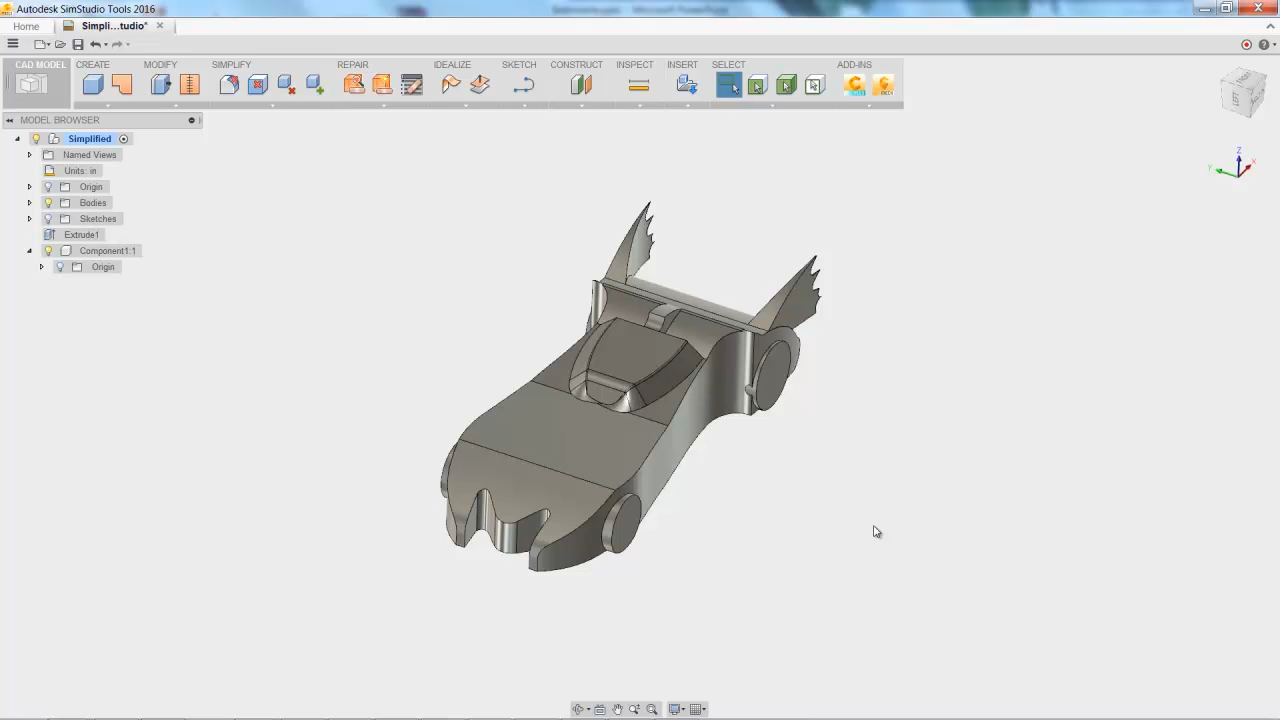 Autodesk SimStudio Tools 2016
Home Simpli...tudio*
CAD MODEL CREATE MODIFY SIMPLIFY REPAIR IDEALIZE SKETCH CONSTRUCT INSPECT INSERT SELECT ADD-INS
MODEL BROWSER
Simplified
Named Views
Units: in
Origin
Bodies
Sketches
Extrude1
Component1:1
Origin
Z
X
Y